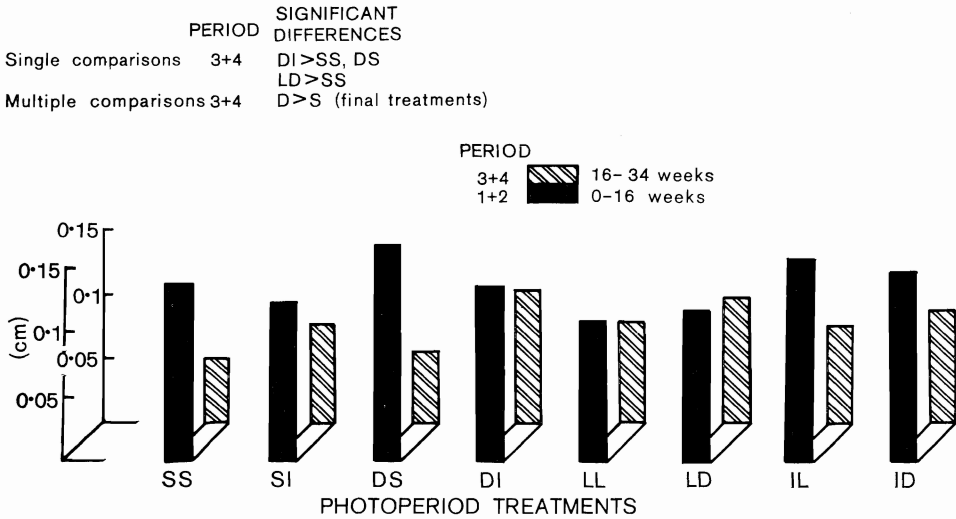 SIGNIFICANT
PERIOD DIFFERENCES
Single comparisons 3+4 DI>SS, DS
LD>SS
Multiple comparisons 3+4 D>S (final treatments)
PERIOD
3+4 16-34 weeks
1+2 0-16 weeks
0·15
0·15
0·1
0·1
0·05
0·05
(cm)
SS SI DS DI LL LD IL ID
PHOTOPERIOD TREATMENTS